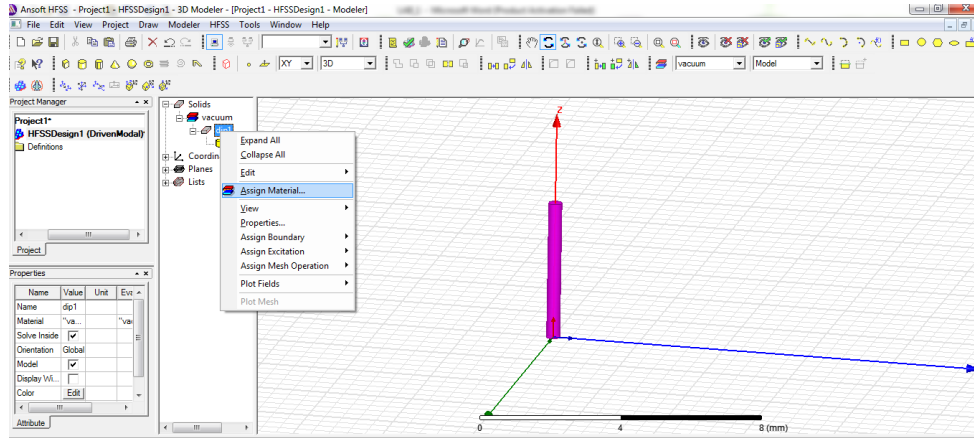 Ansoft HFSS - Project1 - HFSSDesign1 - 3D Modeler - [Project1 - HFSSDesign1 - Modeler]
File Edit View Project Draw Modeler HFSS Tools Window Help
XY 3D vacuum Model
Project Manager
Project1*
HFSSDesign1 (DrivenModal)*
Definitions
Project
Solids
vacuum
dip1
Coordin
Planes
Lists
Expand All
Collapse All
Edit
Assign Material...
View
Properties...
Assign Boundary
Assign Excitation
Assign Mesh Operation
Plot Fields
Plot Mesh
Properties
Name Value Unit Eva
Name dip1
Material "va... "va
Solve Inside
Orientation Global
Model
Display Wi...
Color Edit
Attribute
Z
0 4 8 (mm)